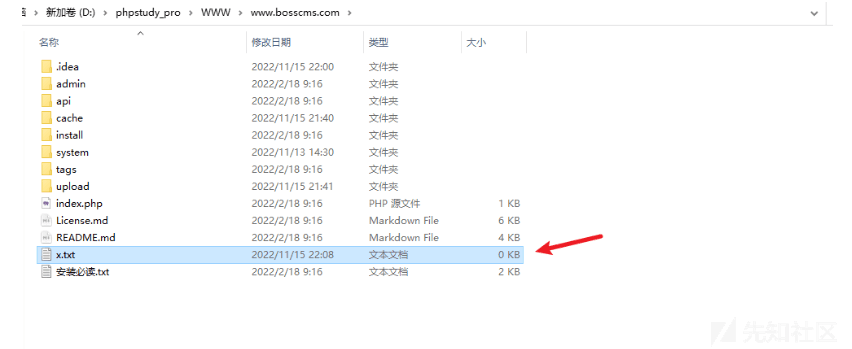 新加卷 (D:) › phpstudy_pro › WWW › www.bosscms.com ›
名称 修改日期 类型 大小
.idea 2022/11/15 22:00 文件夹
admin 2022/2/18 9:16 文件夹
api 2022/2/18 9:16 文件夹
cache 2022/11/15 21:40 文件夹
install 2022/2/18 9:16 文件夹
system 2022/11/13 14:30 文件夹
tags 2022/2/18 9:16 文件夹
upload 2022/11/15 21:41 文件夹
index.php 2022/2/18 9:16 PHP 源文件 1 KB
License.md 2022/2/18 9:16 Markdown File 6 KB
README.md 2022/2/18 9:16 Markdown File 4 KB
x.txt 2022/11/15 22:08 文本文档 0 KB
安装必读.txt 2022/2/18 9:16 文本文档 2 KB
先知社区